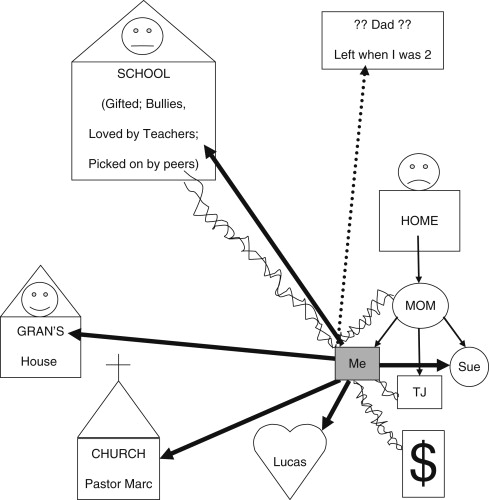 ?? Dad ??
Left when I was 2
SCHOOL
(Gifted; Bullies,
Loved by Teachers;
Picked on by peers)
HOME
MOM
GRAN'S
House
Me
Sue
TJ
CHURCH
Pastor Marc
Lucas
$